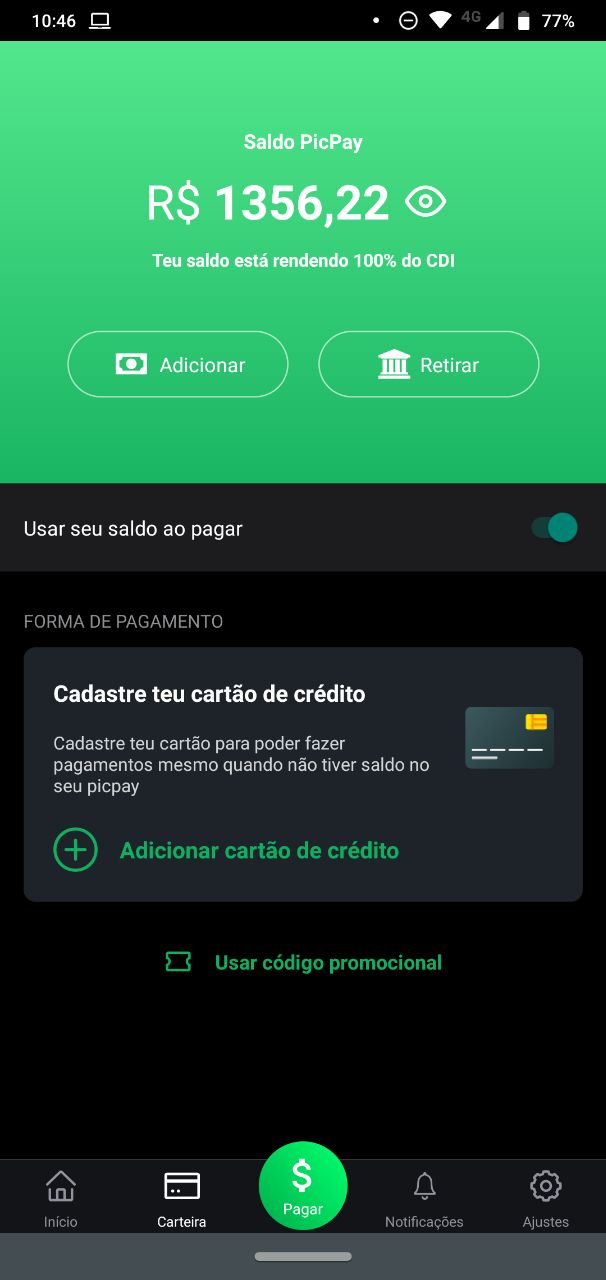 10:46
4G
77%
Saldo PicPay
R$ 1356,22
Teu saldo está rendendo 100% do CDI
Adicionar
Retirar
Usar seu saldo ao pagar
FORMA DE PAGAMENTO
Cadastre teu cartão de crédito
Cadastre teu cartão para poder fazer
pagamentos mesmo quando não tiver saldo no
seu picpay
Adicionar cartão de crédito
Usar código promocional
Início
Carteira
$
Pagar
Notificações
Ajustes